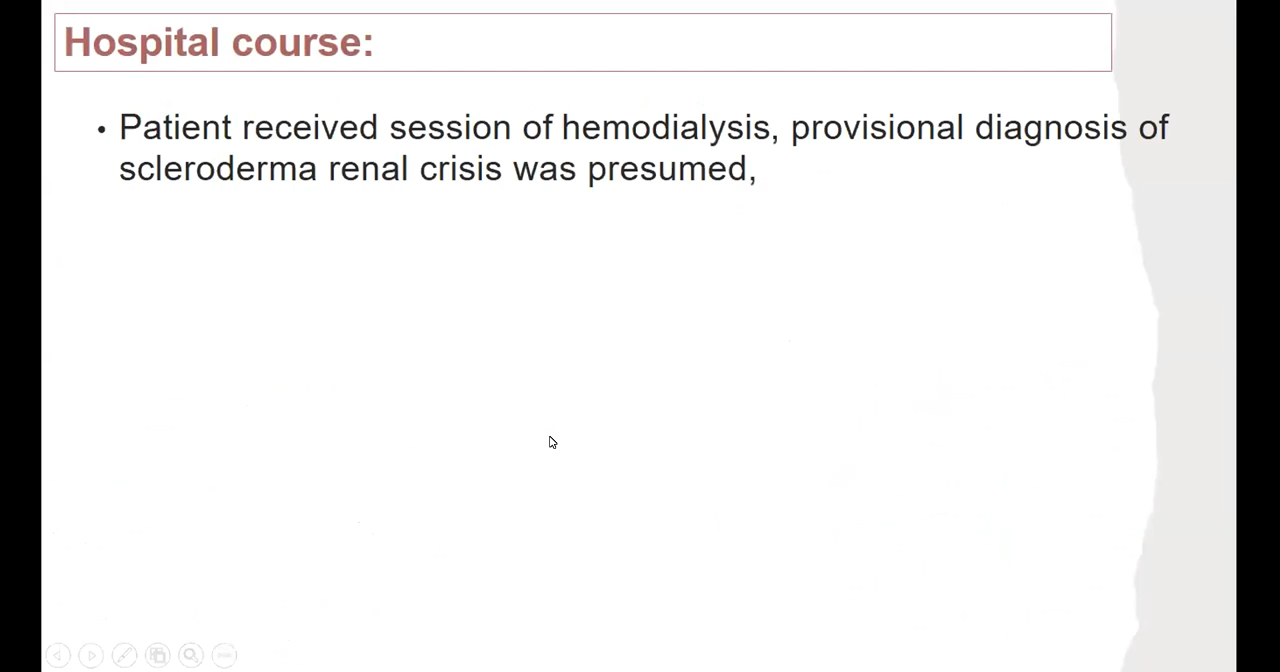 Hospital course:
• Patient received session of hemodialysis, provisional diagnosis of
scleroderma renal crisis was presumed,